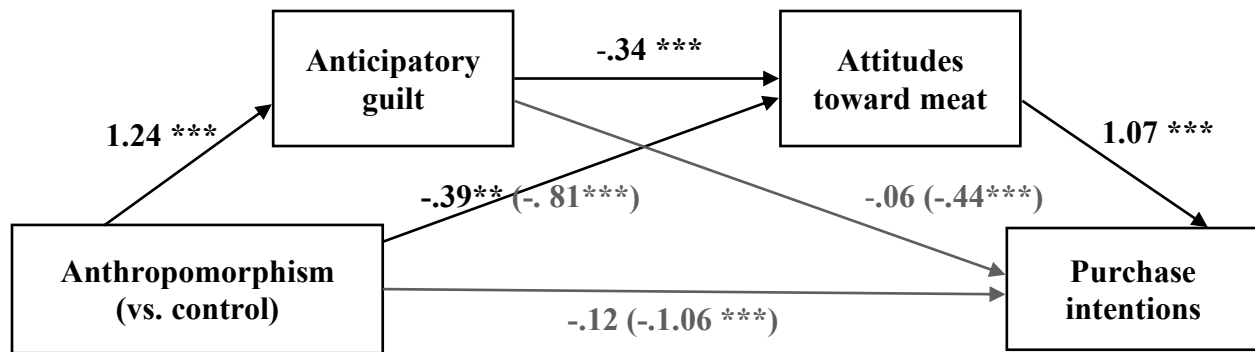 Anticipatory
guilt
-.34 ***
Attitudes
toward meat
1.24 ***
1.07 ***
-.39** (-. 81***)
-.06 (-.44***)
Anthropomorphism
(vs. control)
Purchase
intentions
-.12 (-.1.06 ***)